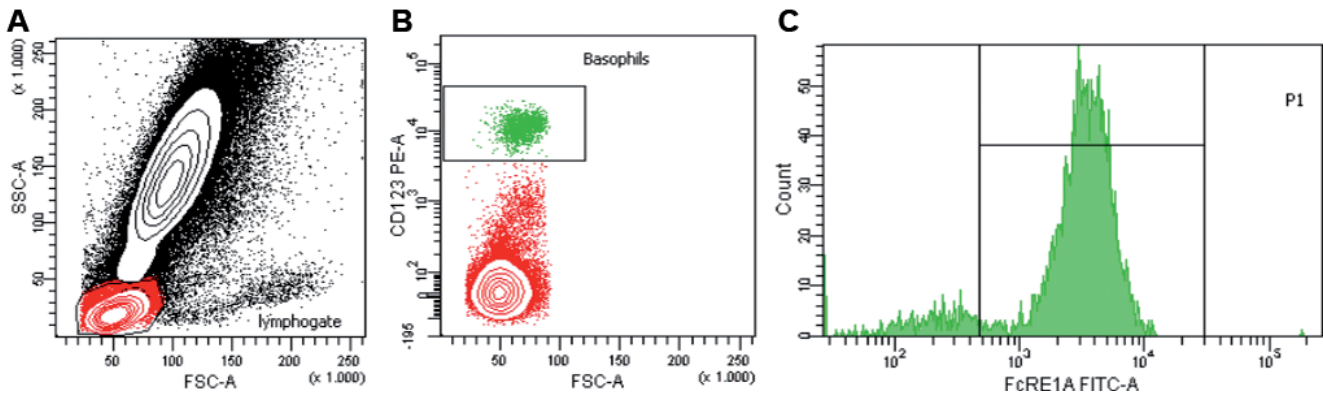 A
B
C
(x 1.000)
250
200
150
100
50
SSC-A
lymphogate
50 100 150 200 250
(x 1.000)
FSC-A
Basophils
10^5
10^4
10^3
10^2
0
-195
CD123 PE-A
50 100 150 200 250
(x 1.000)
FSC-A
P1
50
40
30
20
10
0
Count
10^2 10^3 10^4 10^5
FcRE1A FITC-A